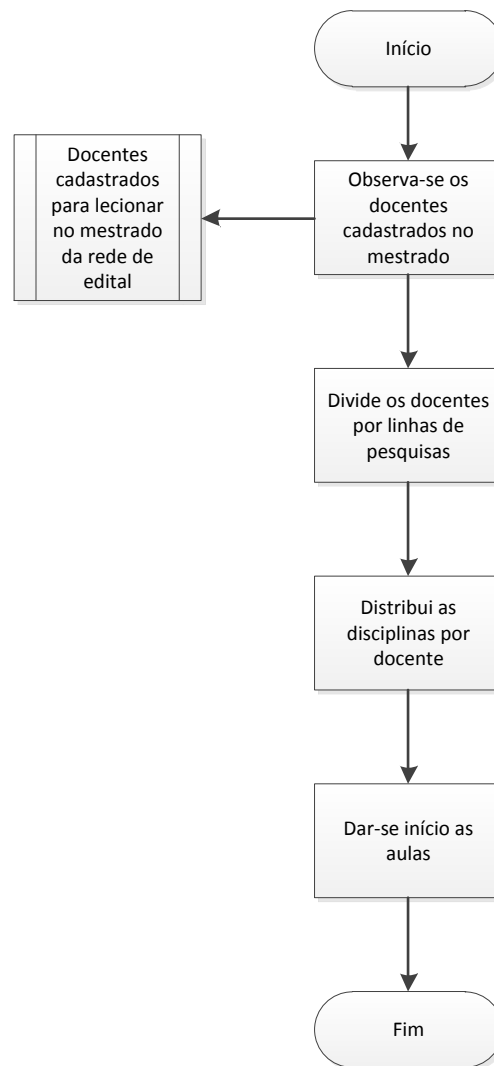 Início
Docentes
cadastrados
para lecionar
no mestrado
da rede de
edital
Observa-se os
docentes
cadastrados no
mestrado
Divide os docentes
por linhas de
pesquisas
Distribui as
disciplinas por
docente
Dar-se início as
aulas
Fim